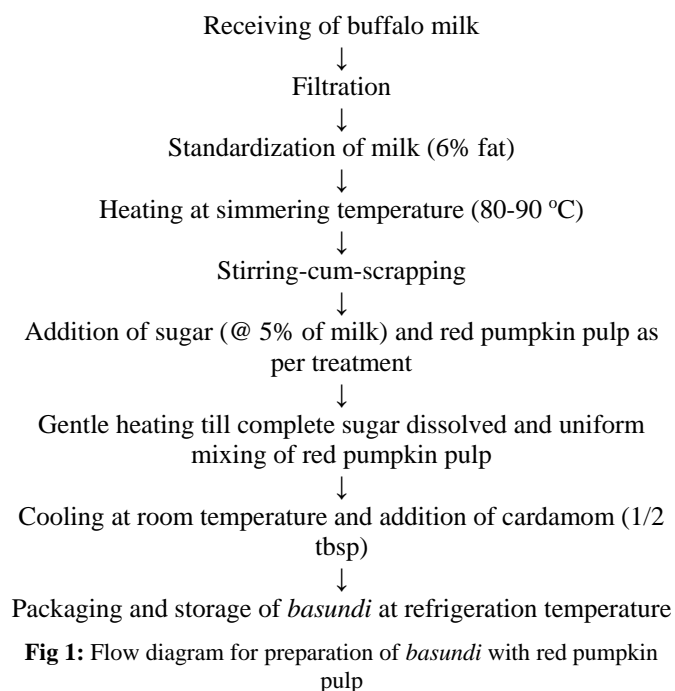 Receiving of buffalo milk
↓
Filtration
↓
Standardization of milk (6% fat)
↓
Heating at simmering temperature (80-90 ºC)
↓
Stirring-cum-scrapping
↓
Addition of sugar (@ 5% of milk) and red pumpkin pulp as
per treatment
↓
Gentle heating till complete sugar dissolved and uniform
mixing of red pumpkin pulp
↓
Cooling at room temperature and addition of cardamom (1/2
tbsp)
↓
Packaging and storage of basundi at refrigeration temperature
Fig 1: Flow diagram for preparation of basundi with red pumpkin
pulp